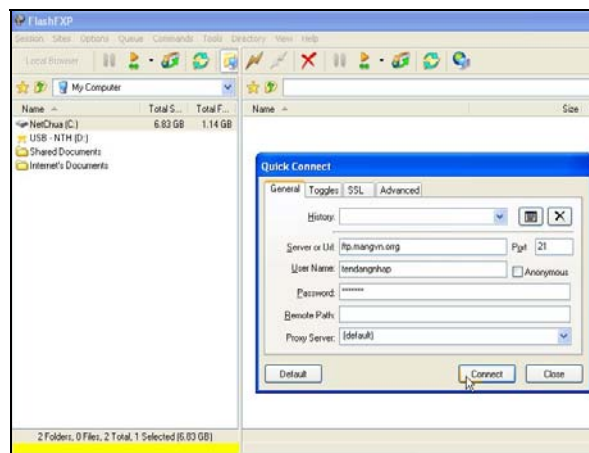 FlashFXP
Session Sites Options Queue Commands Tools Directory View Help
Local Browser
My Computer
Name Total S... Total F... Name Size
NetChua (C:) 6.83 GB 1.14 GB
USB - NTH (D:)
Shared Documents
Internet's Documents
Quick Connect
General Toggles SSL Advanced
History:
Server or Url: ftp.mangvn.org Port: 21
User Name: tendangnhap Anonymous
Password: *******
Remote Path:
Proxy Server: (default)
Default Connect Close
2 Folders, 0 Files, 2 Total, 1 Selected (6.83 GB)